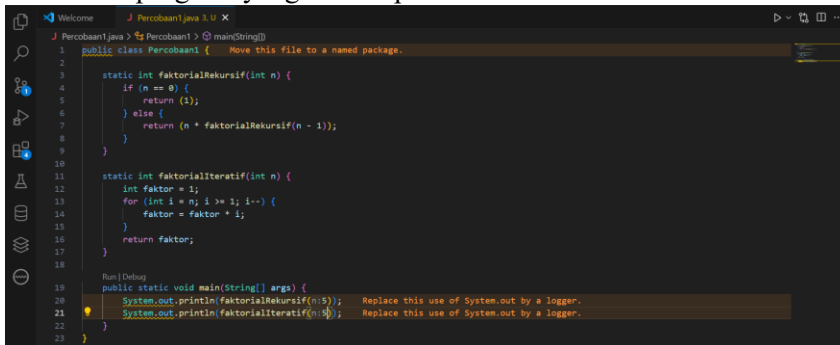 Welcome
J Percobaan1.java 3, U X
J Percobaan1.java > Percobaan1 > main(String[])
1 public class Percobaan1 { Move this file to a named package.
2
3 static int faktorialRekursif(int n) {
4 if (n == 0) {
5 return (1);
6 } else {
7 return (n * faktorialRekursif(n - 1));
8 }
9 }
10
11 static int faktorialIteratif(int n) {
12 int faktor = 1;
13 for (int i = n; i >= 1; i--) {
14 faktor = faktor * i;
15 }
16 return faktor;
17 }
18
Run | Debug
19 public static void main(String[] args) {
20 System.out.println(faktorialRekursif(n:5)); Replace this use of System.out by a logger.
21 System.out.println(faktorialIteratif(n:5)); Replace this use of System.out by a logger.
22 }
23 }